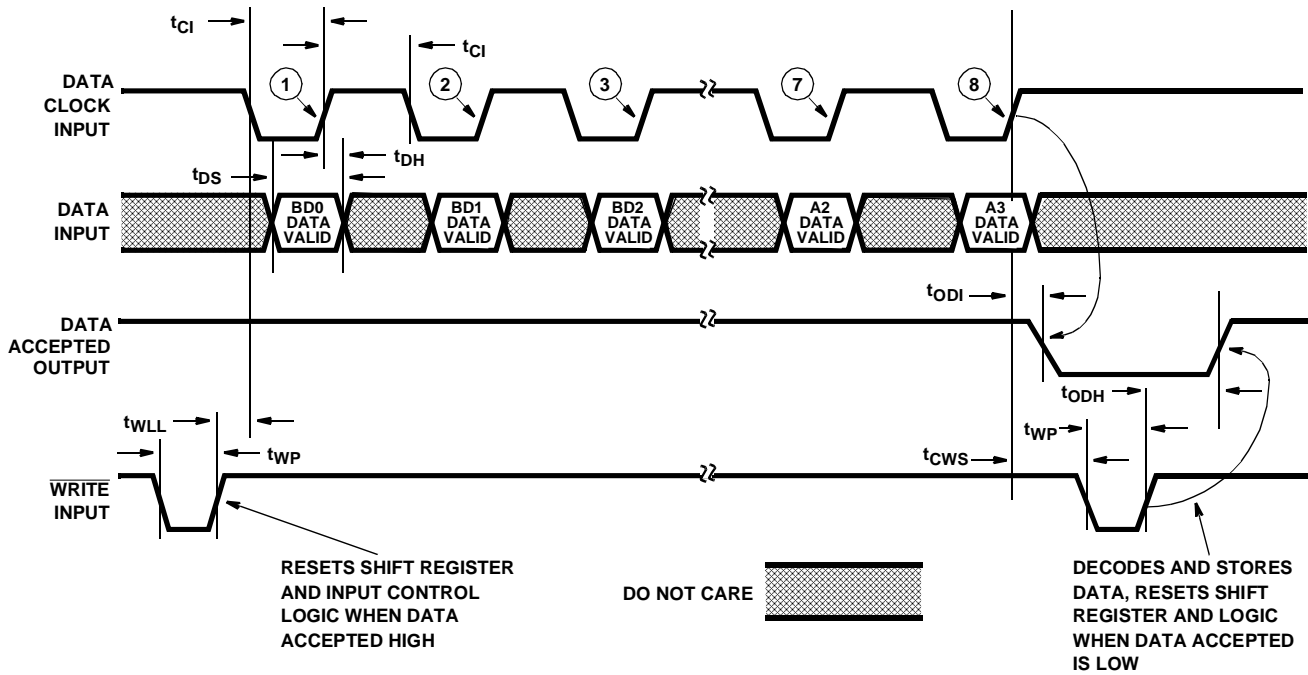 tCI
tCI
DATA
CLOCK
INPUT
1
2
3
7
8
tDS
tDH
DATA
INPUT
BD0
DATA
VALID
BD1
DATA
VALID
BD2
DATA
VALID
A2
DATA
VALID
A3
DATA
VALID
tODI
DATA
ACCEPTED
OUTPUT
tODH
tWLL
tWP
tWP
tCWS
WRITE
INPUT
RESETS SHIFT REGISTER
AND INPUT CONTROL
LOGIC WHEN DATA
ACCEPTED HIGH
DO NOT CARE
DECODES AND STORES
DATA, RESETS SHIFT
REGISTER AND LOGIC
WHEN DATA ACCEPTED
IS LOW